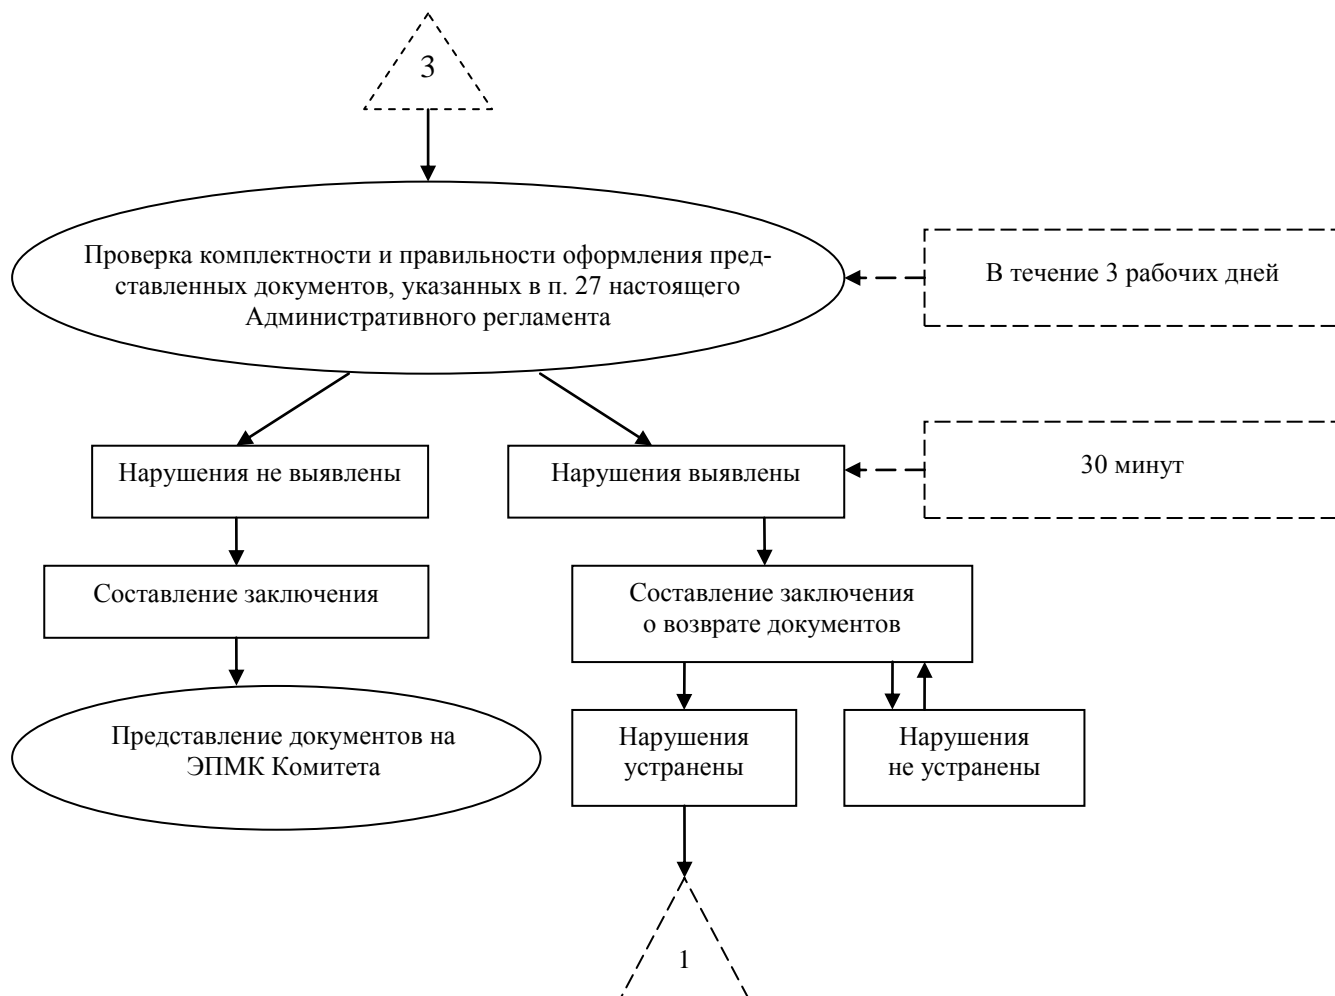 3
Проверка комплектности и правильности оформления пред-
ставленных документов, указанных в п. 27 настоящего
Административного регламента
В течение 3 рабочих дней
Нарушения не выявлены
Нарушения выявлены
30 минут
Составление заключения
Составление заключения
о возврате документов
Представление документов на
ЭПМК Комитета
Нарушения
устранены
Нарушения
не устранены
1